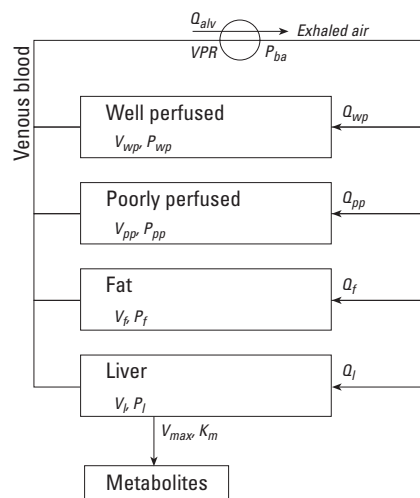 Q_alv
Exhaled air
VPR
P_ba
Venous blood
Well perfused
V_wp, P_wp
Q_wp
Poorly perfused
V_pp, P_pp
Q_pp
Fat
V_f, P_f
Q_f
Liver
V_l, P_l
Q_l
V_max, K_m
Metabolites